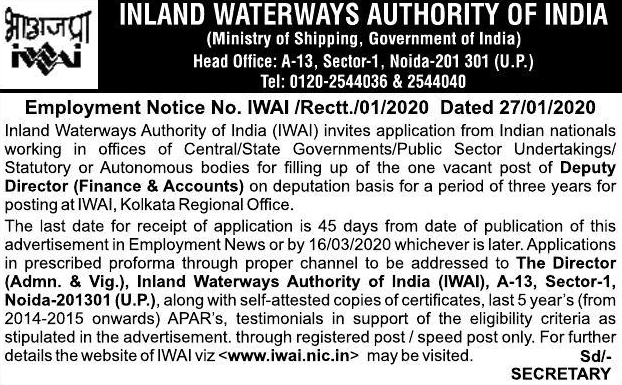 INLAND WATERWAYS AUTHORITY OF INDIA
भाअजप्रा
(Ministry of Shipping, Government of India)
IWAI
Head Office: A-13, Sector-1, Noida-201 301 (U.P.)
Tel: 0120-2544036 & 2544040
Employment Notice No. IWAI /Rectt./01/2020 Dated 27/01/2020
Inland Waterways Authority of India (IWAI) invites application from Indian nationals
working in offices of Central/State Governments/Public Sector Undertakings/
Statutory or Autonomous bodies for filling up of the one vacant post of Deputy
Director (Finance & Accounts) on deputation basis for a period of three years for
posting at IWAI, Kolkata Regional Office.
The last date for receipt of application is 45 days from date of publication of this
advertisement in Employment News or by 16/03/2020 whichever is later. Applications
in prescribed proforma through proper channel to be addressed to The Director
(Admn. & Vig.), Inland Waterways Authority of India (IWAI), A-13, Sector-1,
Noida-201301 (U.P.), along with self-attested copies of certificates, last 5 year's (from
2014-2015 onwards) APAR's, testimonials in support of the eligibility criteria as
stipulated in the advertisement. through registered post / speed post only. For further
details the website of IWAI viz <www.iwai.nic.in> may be visited. Sd/-
SECRETARY